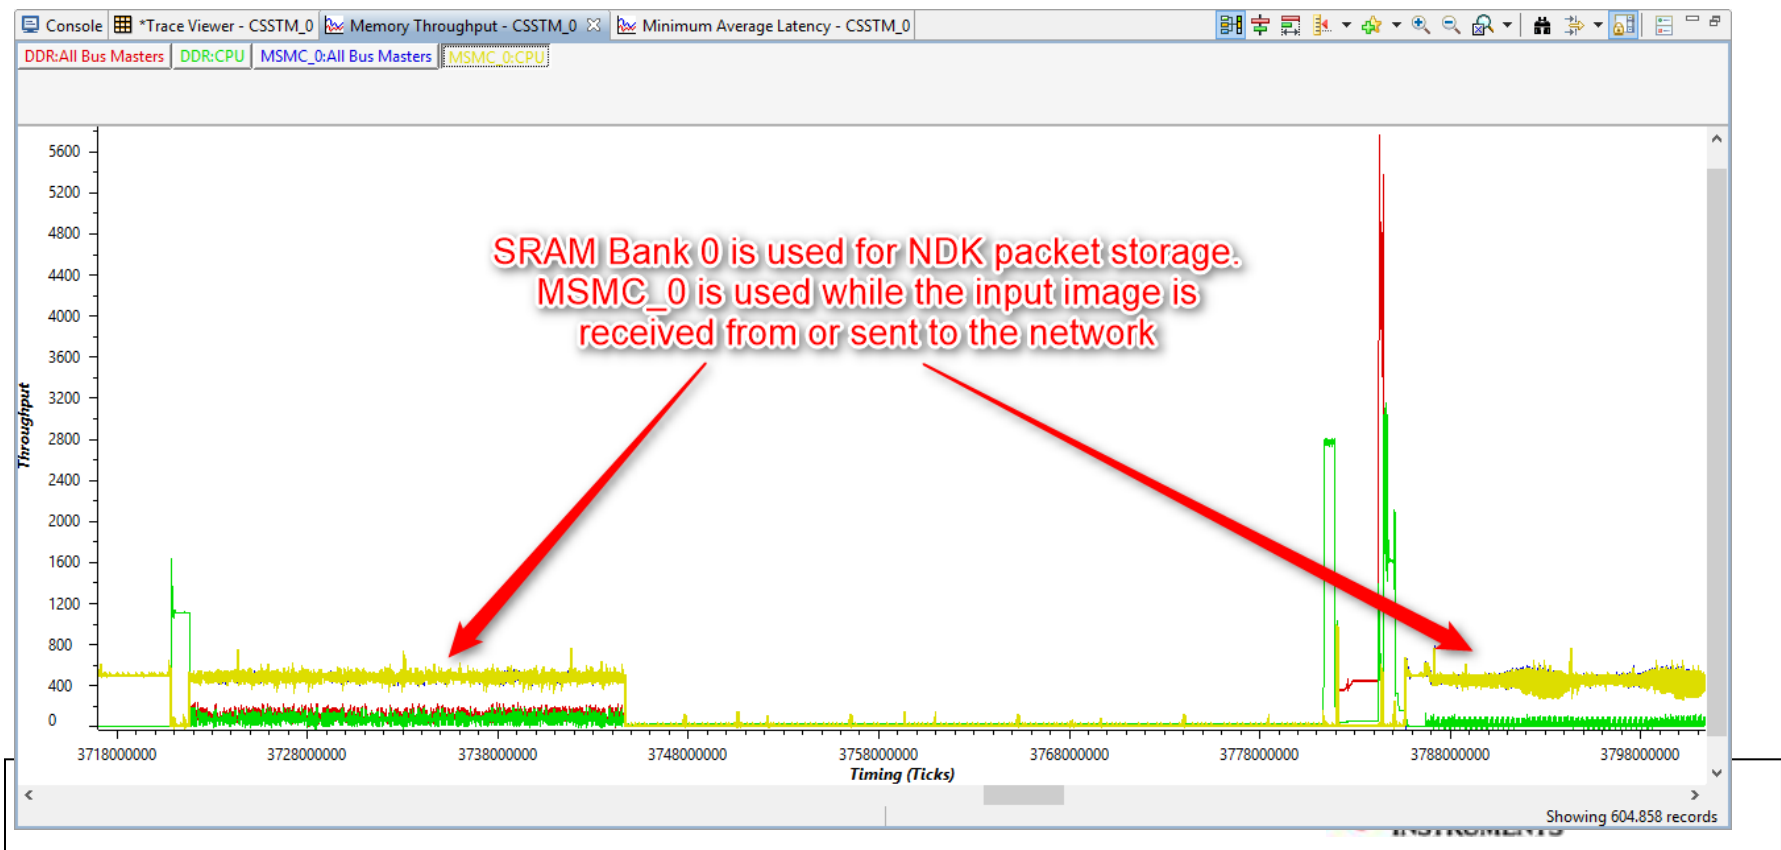 Console *Trace Viewer - CSSTM_0 Memory Throughput - CSSTM_0 Minimum Average Latency - CSSTM_0
DDR:All Bus Masters DDR:CPU MSMC_0:All Bus Masters MSMC_0:CPU
5600
5200
4800
4400
4000
3600
3200
2800
2400
2000
1600
1200
800
400
0
Throughput
SRAM Bank 0 is used for NDK packet storage.
MSMC_0 is used while the input image is
received from or sent to the network
3718000000 3728000000 3738000000 3748000000 3758000000 3768000000 3778000000 3788000000 3798000000
Timing (Ticks)
Showing 604.858 records
INSTRUMENTS